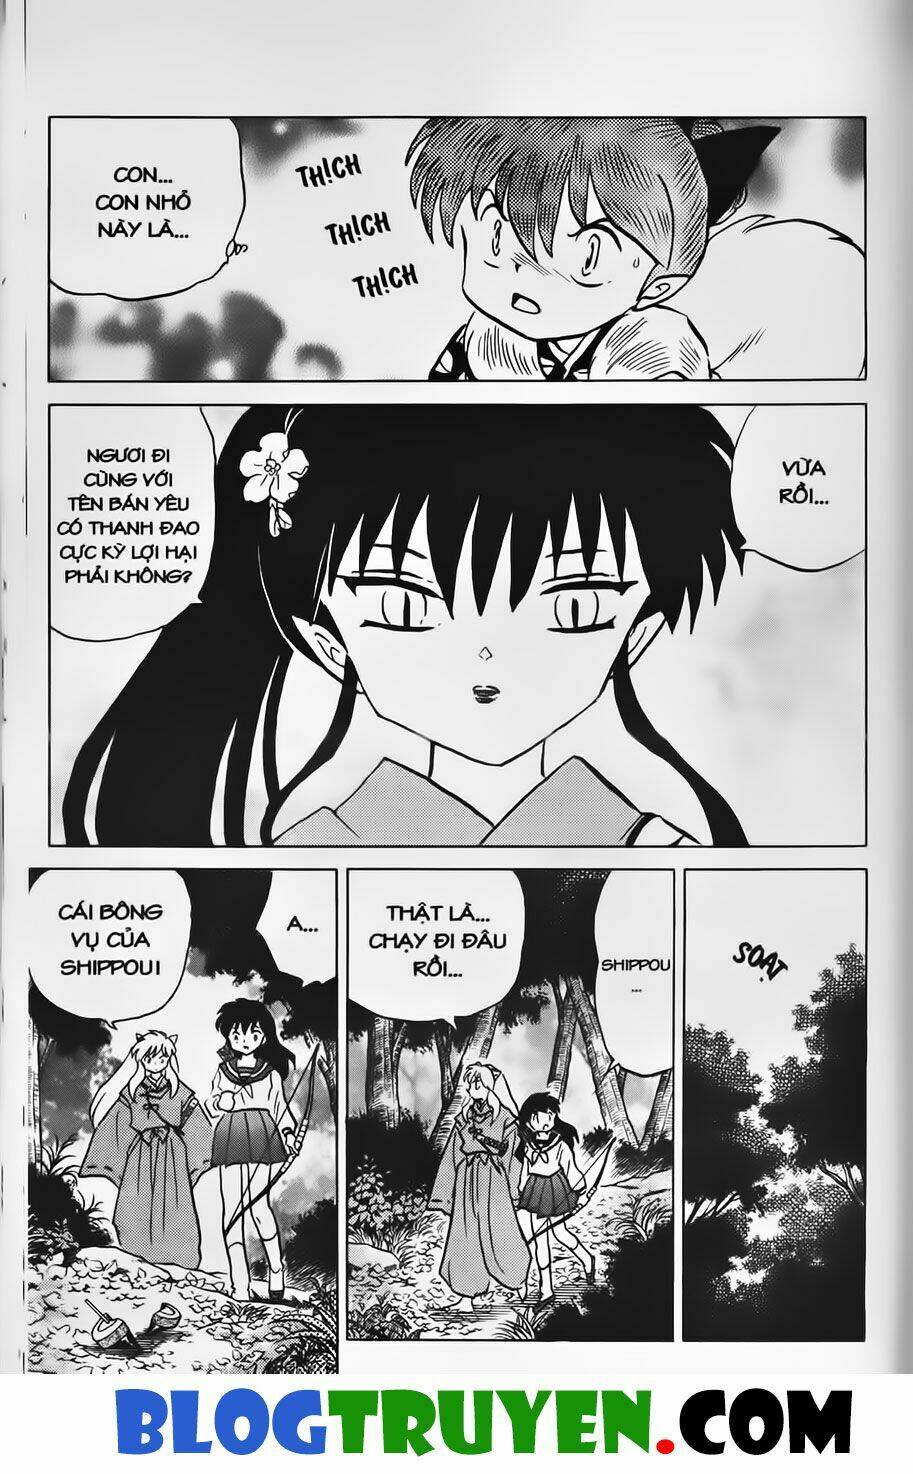 THỊCH
THỊCH
THỊCH
CON...
CON NHỎ
NÀY LÀ...
VỪA
RỒI...
NGƯƠI ĐI
CÙNG VỚI
TÊN BÁN YÊU
CÓ THANH ĐAO
CỰC KỲ LỢI HẠI
PHẢI KHÔNG?
SOẠT
SHIPPOU
...
THẬT LÀ...
CHẠY ĐI ĐÂU
RỒI...
A...
CÁI BÔNG
VỤ CỦA
SHIPPOU!
BLOGTRUYEN.COM